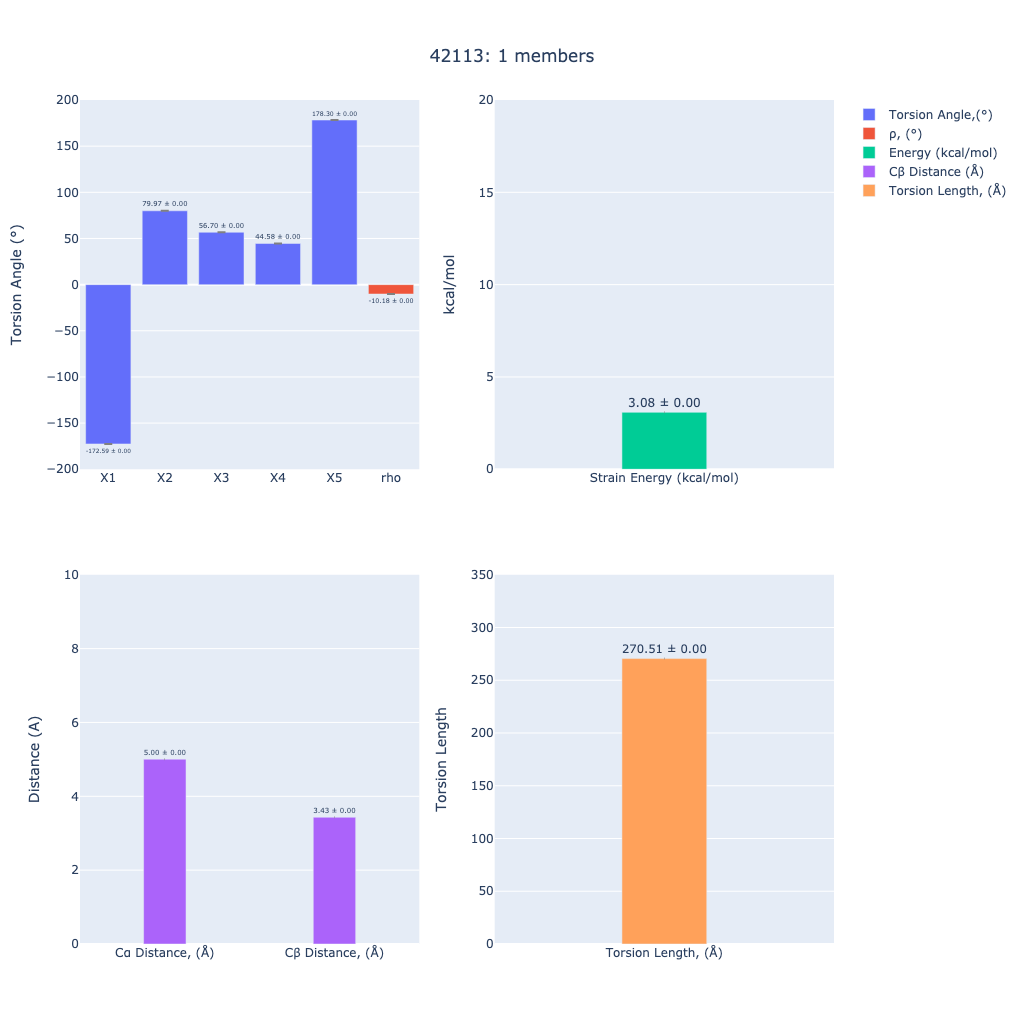 42113: 1 members
200
150
100
50
0
−50
−100
−150
−200
Torsion Angle (°)
178.30 ± 0.00
79.97 ± 0.00
56.70 ± 0.00
44.58 ± 0.00
-10.18 ± 0.00
-172.59 ± 0.00
X1 X2 X3 X4 X5 rho
20
15
10
5
0
kcal/mol
3.08 ± 0.00
Strain Energy (kcal/mol)
Torsion Angle,(°)
ρ, (°)
Energy (kcal/mol)
Cβ Distance (Å)
Torsion Length, (Å)
10
8
6
4
2
0
Distance (A)
5.00 ± 0.00
3.43 ± 0.00
Cα Distance, (Å) Cβ Distance, (Å)
350
300
250
200
150
100
50
0
Torsion Length
270.51 ± 0.00
Torsion Length, (Å)